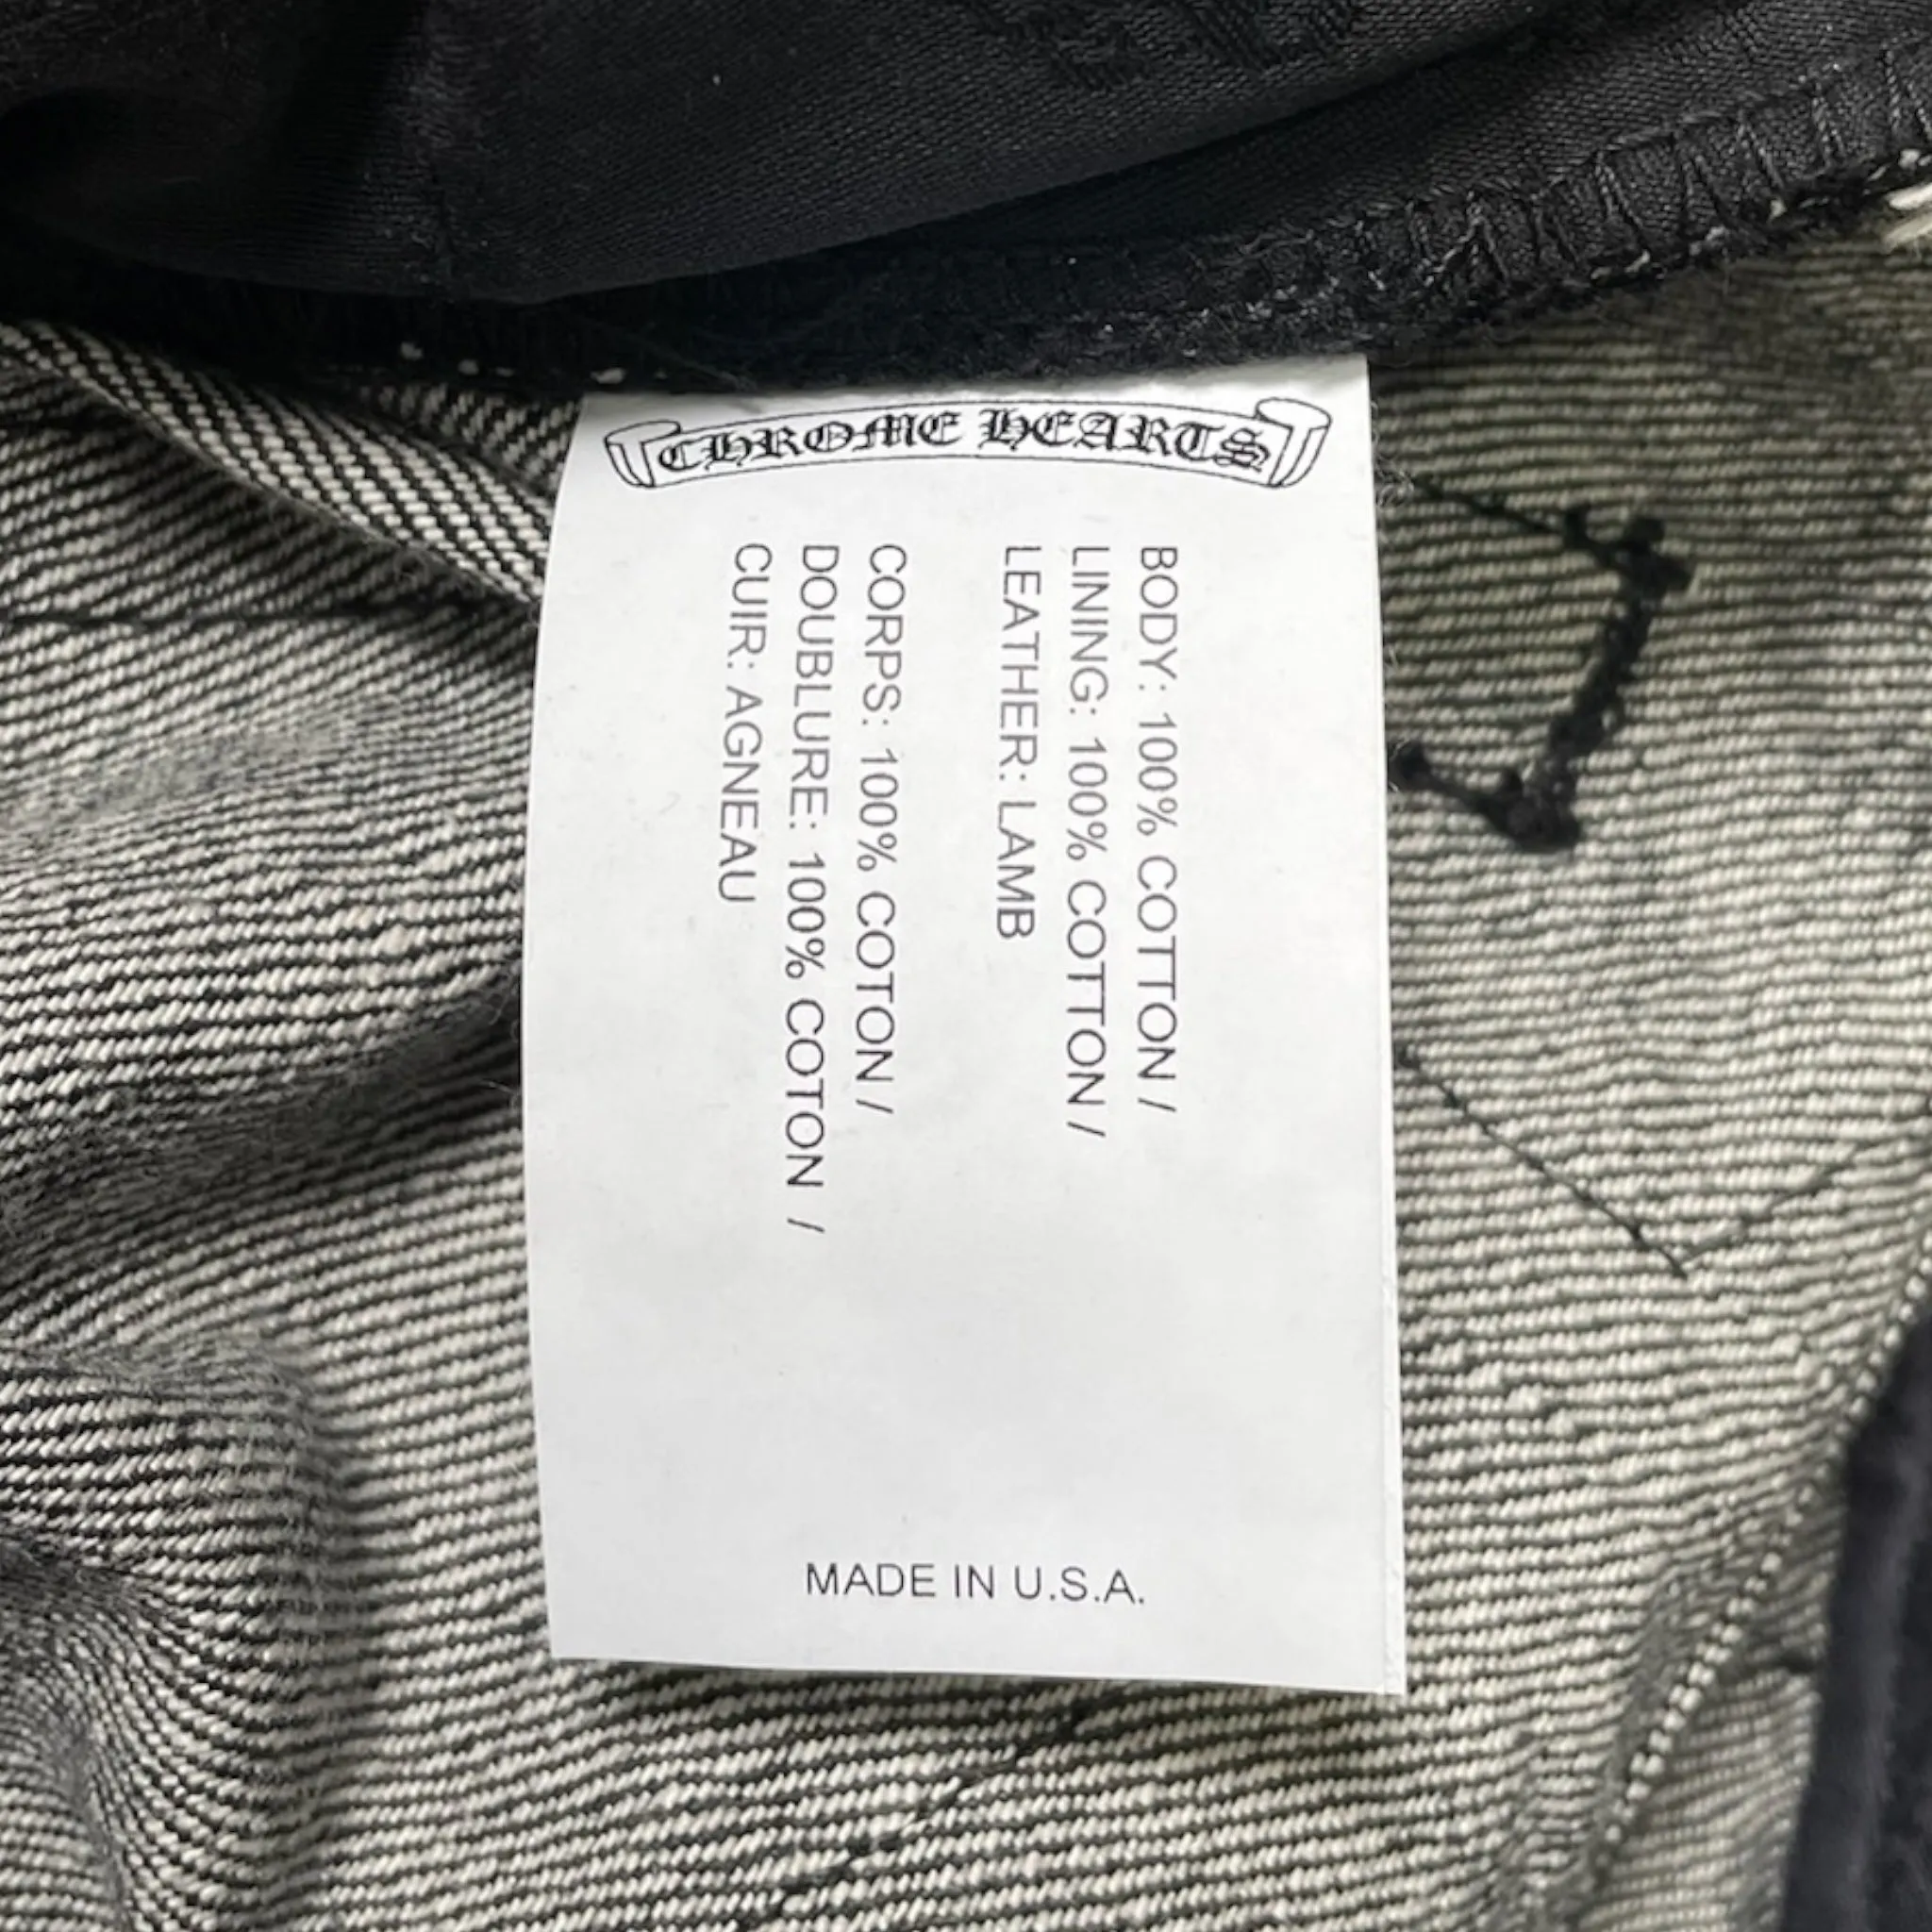 CHROME HEARTS
BODY: 100% COTTON /
LINING: 100% COTTON /
LEATHER: LAMB
CORPS: 100% COTON /
DOUBLURE: 100% COTON /
CUIR: AGNEAU
MADE IN U.S.A.